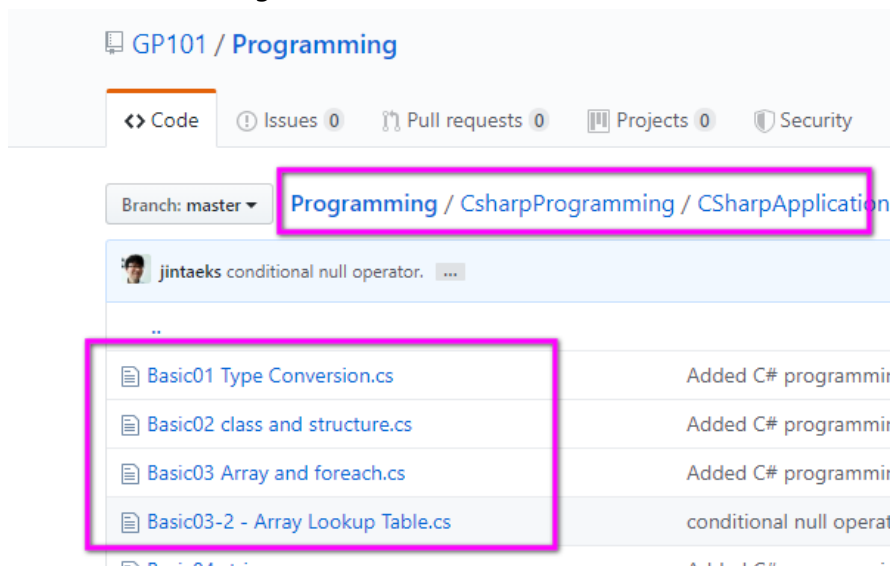 GP101 / Programming
Code Issues 0 Pull requests 0 Projects 0 Security
Branch: master Programming / CsharpProgramming / CSharpApplication
jintaeks conditional null operator. ...
..
Basic01 Type Conversion.cs Added C# programmin
Basic02 class and structure.cs Added C# programmin
Basic03 Array and foreach.cs Added C# programmin
Basic03-2 - Array Lookup Table.cs conditional null operat